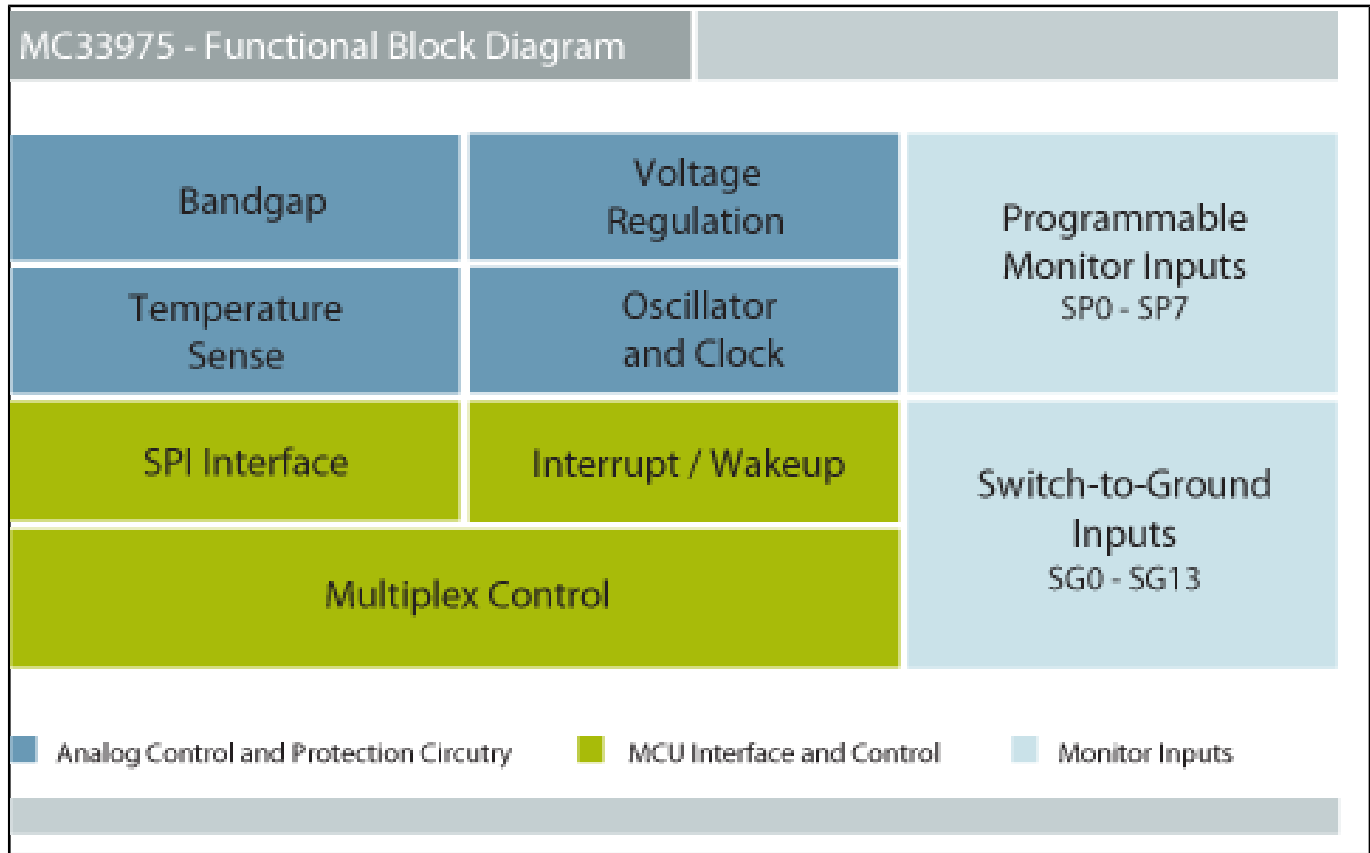 MC33975 - Functional Block Diagram
Bandgap
Voltage
Regulation
Programmable
Monitor Inputs
SP0 - SP7
Temperature
Sense
Oscillator
and Clock
SPI Interface
Interrupt / Wakeup
Switch-to-Ground
Inputs
SG0 - SG13
Multiplex Control
Analog Control and Protection Circutry
MCU Interface and Control
Monitor Inputs